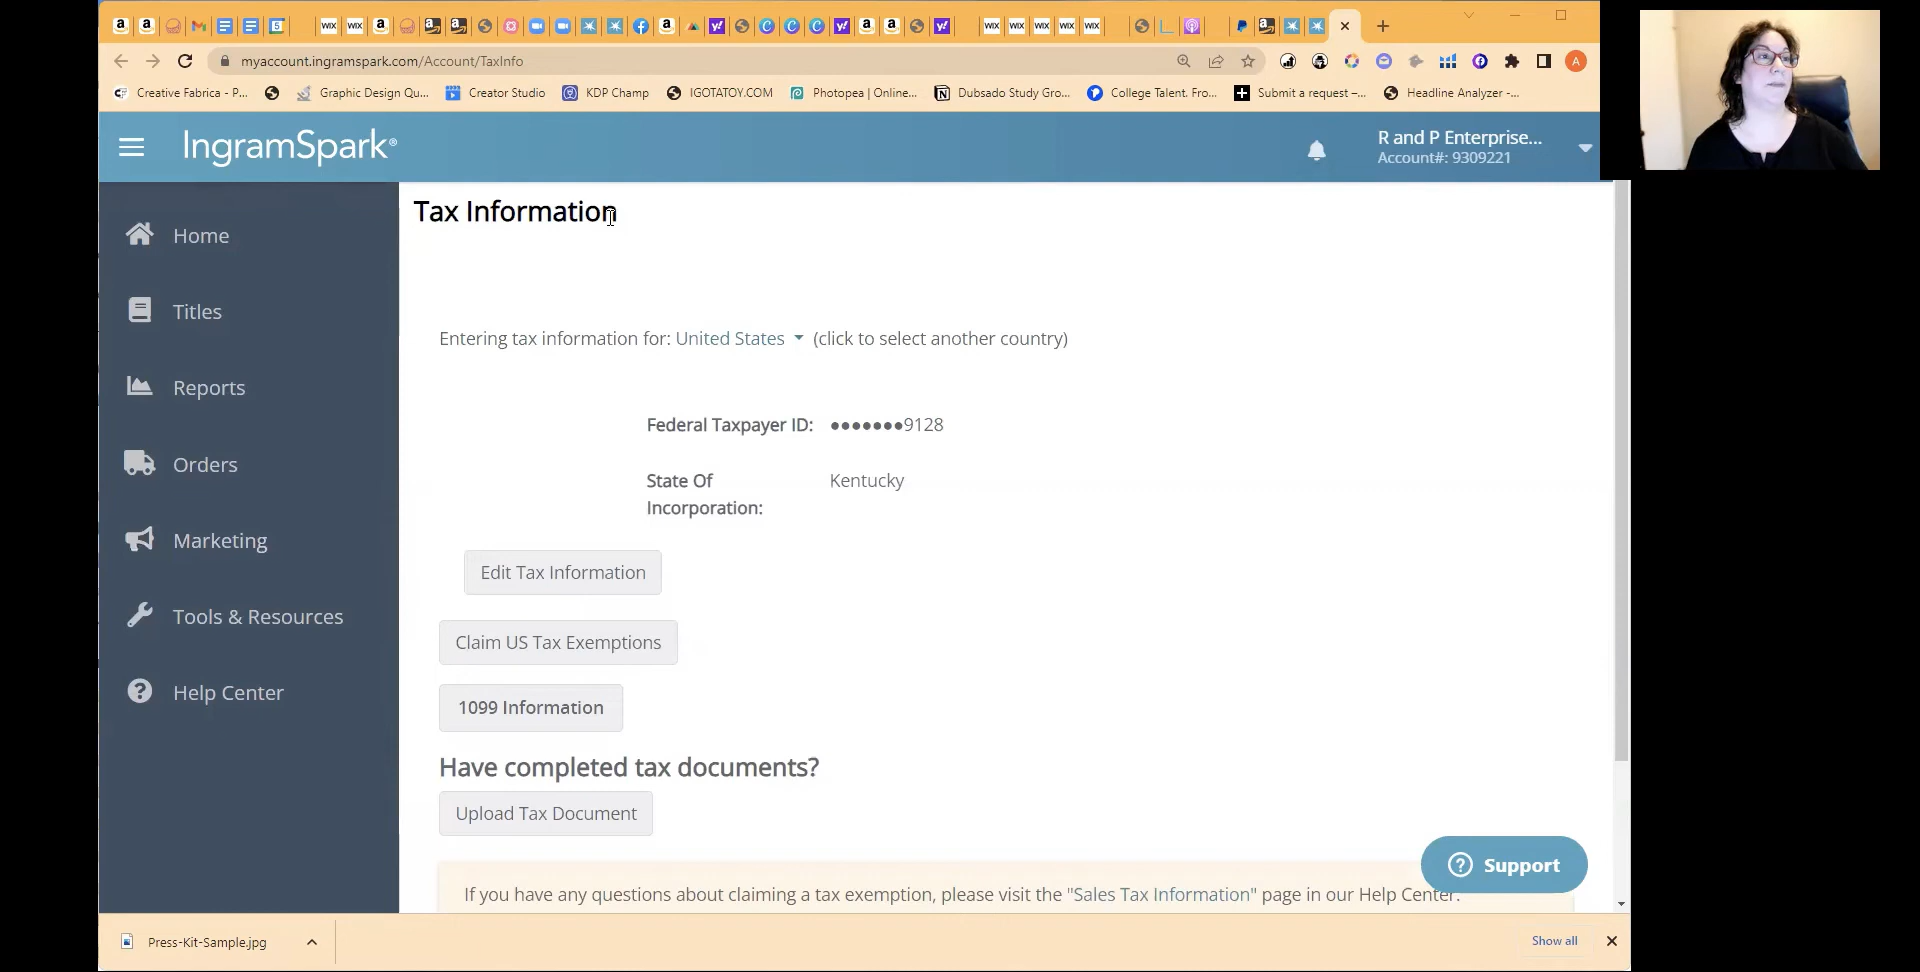 myaccount.ingramspark.com/Account/TaxInfo
A
Creative Fabrica - P...
Graphic Design Qu...
Creator Studio
KDP Champ
IGOTATOY.COM
Photopea | Online...
Dubsado Study Gro...
College Talent. Fro...
Submit a request –...
Headline Analyzer -...
IngramSpark®
R and P Enterprise...
Account#: 9309221
Tax Information
Home
Titles
Entering tax information for: United States (click to select another country)
Reports
Federal Taxpayer ID: •••••••9128
Orders
State Of
Incorporation:
Kentucky
Marketing
Edit Tax Information
Tools & Resources
Claim US Tax Exemptions
Help Center
1099 Information
Have completed tax documents?
Upload Tax Document
Support
If you have any questions about claiming a tax exemption, please visit the "Sales Tax Information" page in our Help Center.
Press-Kit-Sample.jpg
Show all